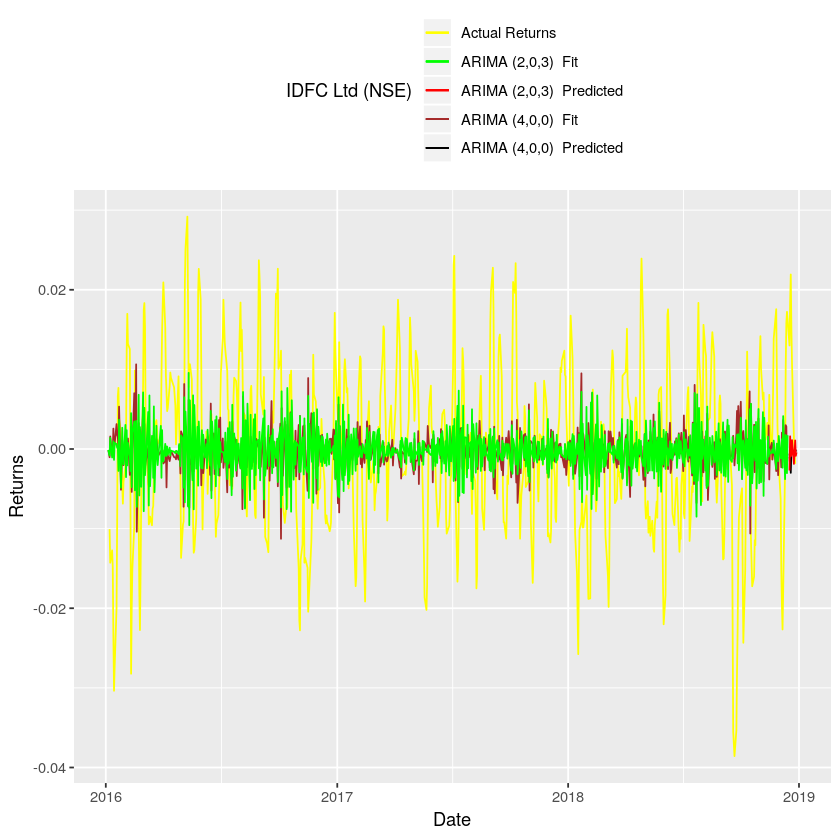 Actual Returns
ARIMA (2,0,3)  Fit
IDFC Ltd (NSE)
ARIMA (2,0,3)  Predicted
ARIMA (4,0,0)  Fit
ARIMA (4,0,0)  Predicted
0.02
0.00
-0.02
-0.04
Returns
2016
2017
2018
2019
Date